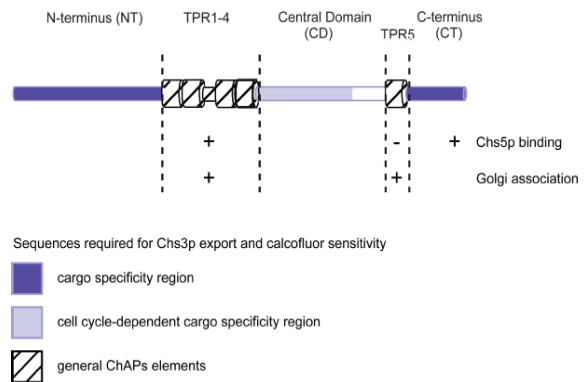 N-terminus (NT) TPR1-4 Central Domain (CD) TPR5 C-terminus (CT)
+ - + Chs5p binding
+ + Golgi association
Sequences required for Chs3p export and calcofluor sensitivity
cargo specificity region
cell cycle-dependent cargo specificity region
general ChAPs elements